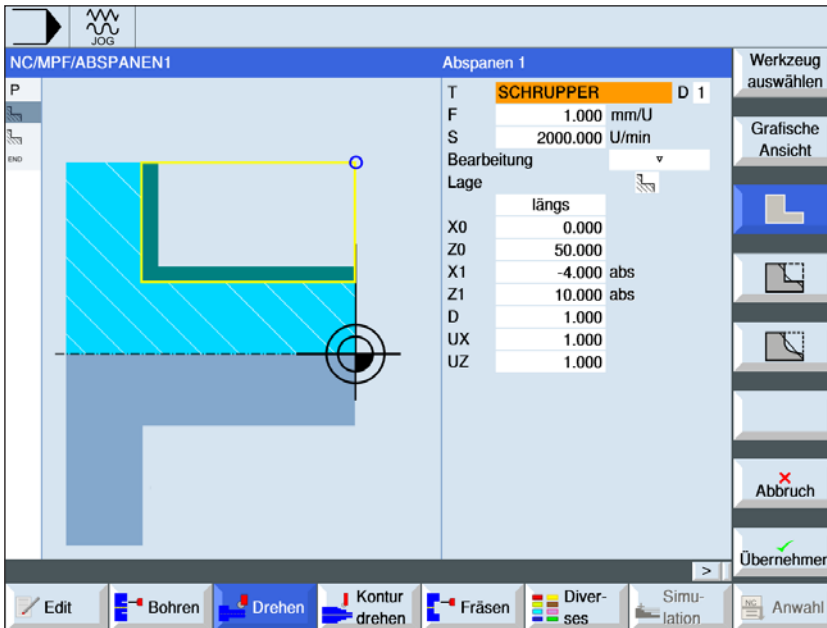 JOG
NC/MPF/ABSPANEN1
Abspanen 1
P
END
T SCHRUPPER D 1
F 1.000 mm/U
S 2000.000 U/min
Bearbeitung ▿
Lage
längs
X0 0.000
Z0 50.000
X1 -4.000 abs
Z1 10.000 abs
D 1.000
UX 1.000
UZ 1.000
Werkzeug
auswählen
Grafische
Ansicht
Abbruch
Übernehmen
>
Edit
Bohren
Drehen
Kontur
drehen
Fräsen
Diver-
ses
Simu-
lation
NC
Anwahl